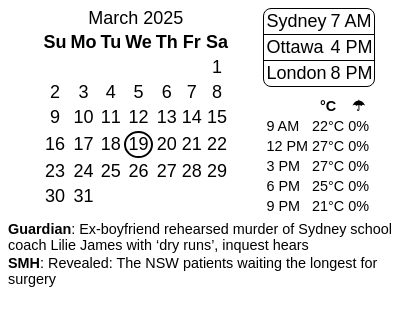 March 2025
Su Mo Tu We Th Fr Sa
1
2 3 4 5 6 7 8
9 10 11 12 13 14 15
16 17 18 19 20 21 22
23 24 25 26 27 28 29
30 31
Sydney 7 AM
Ottawa 4 PM
London 8 PM
°C ☂
9 AM 22°C 0%
12 PM 27°C 0%
3 PM 27°C 0%
6 PM 25°C 0%
9 PM 21°C 0%
Guardian: Ex-boyfriend rehearsed murder of Sydney school
coach Lilie James with ‘dry runs’, inquest hears
SMH: Revealed: The NSW patients waiting the longest for
surgery